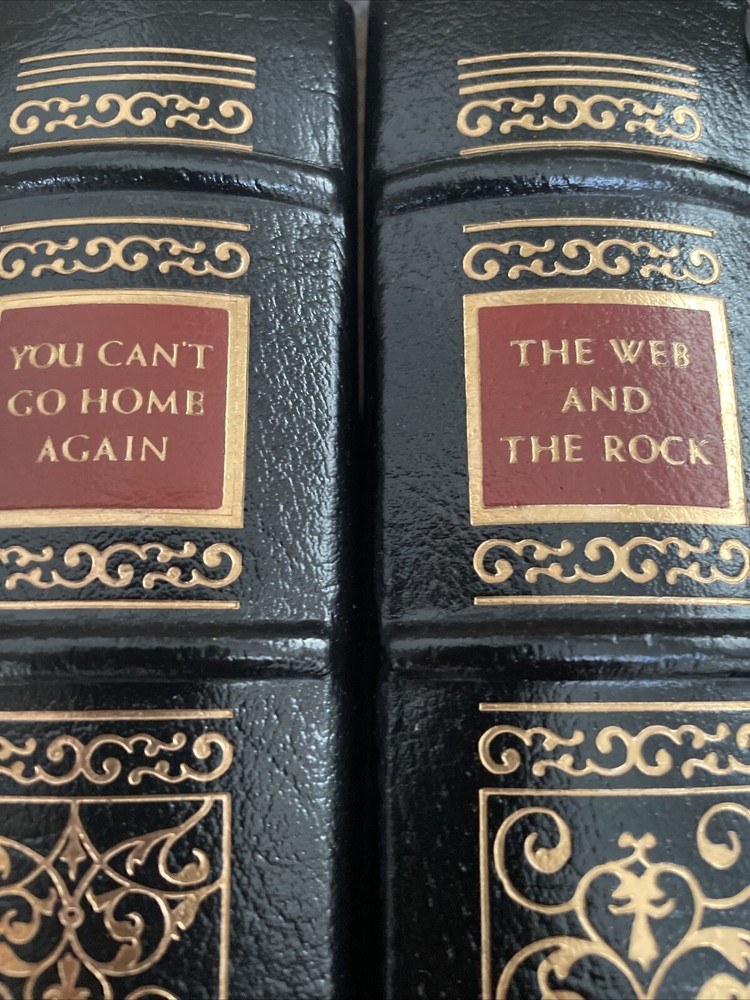 YOU CAN'T
GO HOME
AGAIN
THE WEB
AND
THE ROCK